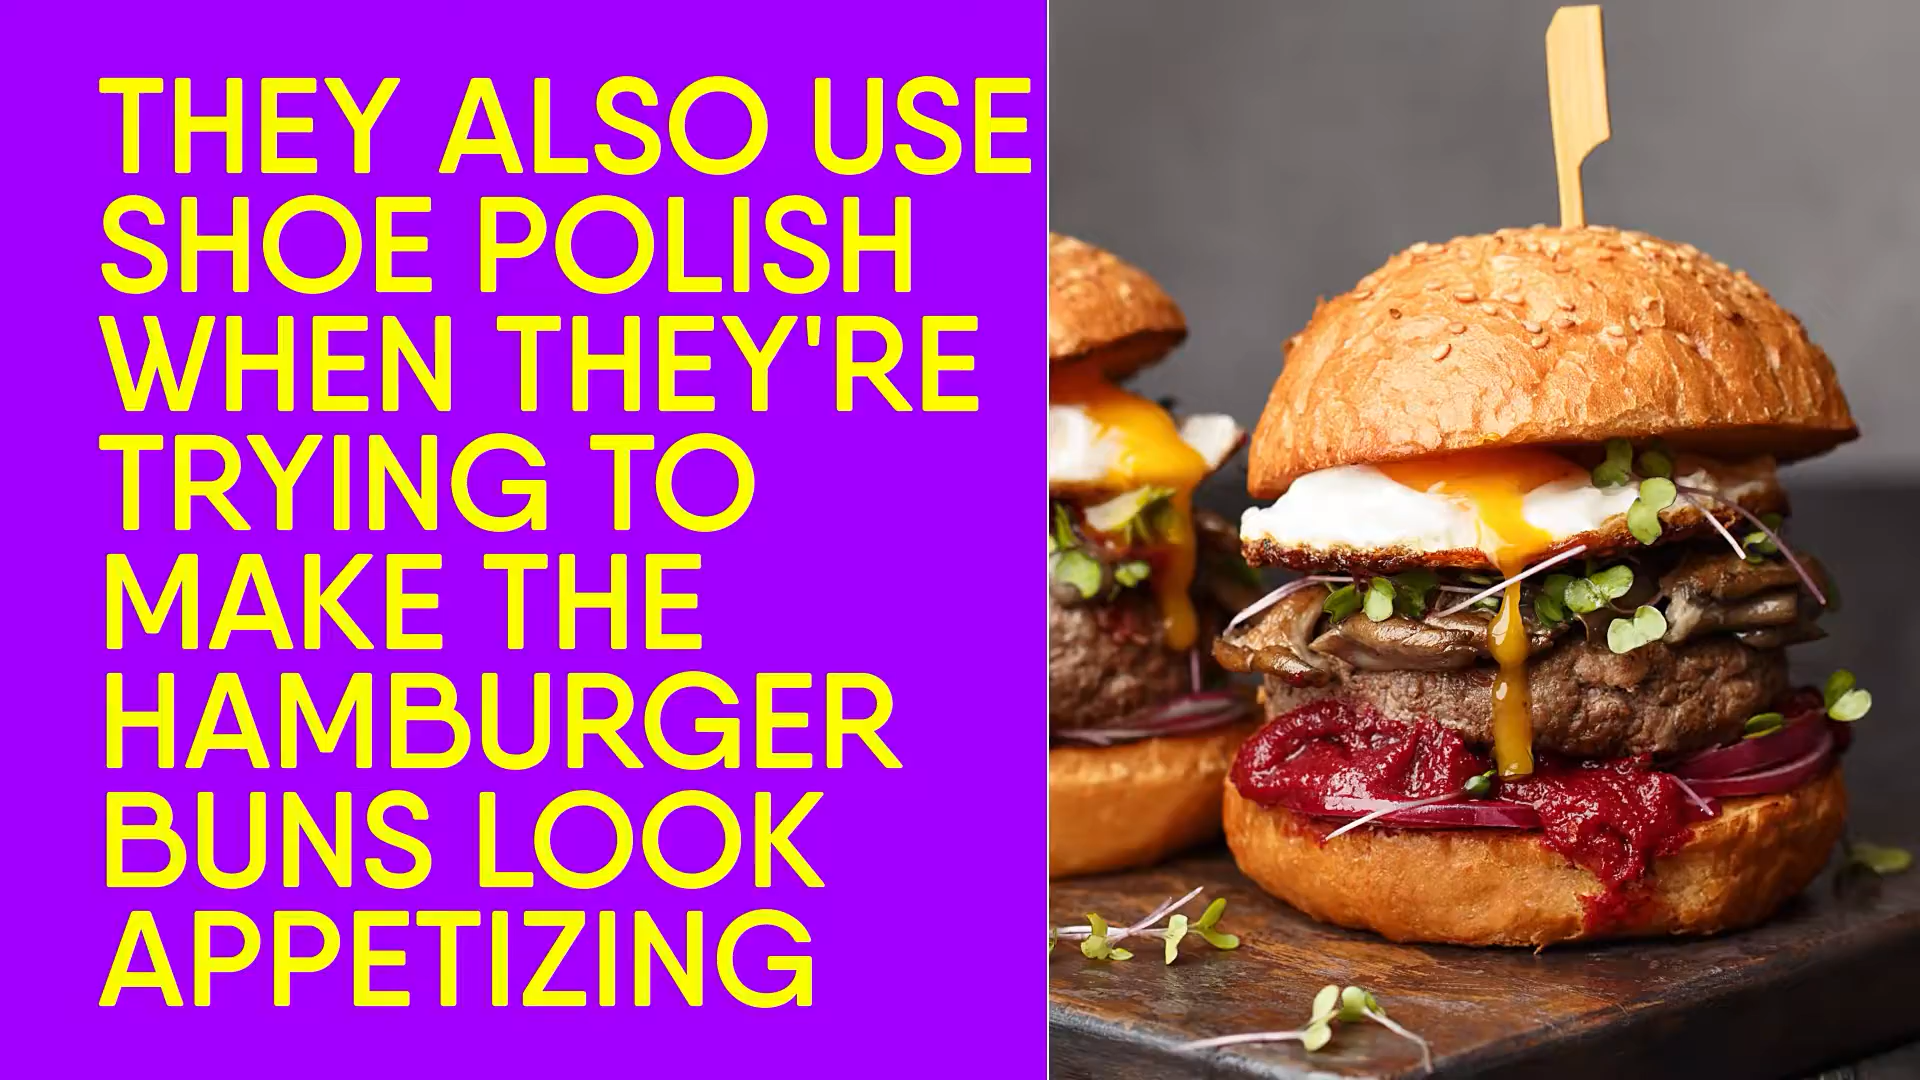 THEY ALSO USE
SHOE POLISH
WHEN THEY'RE
TRYING TO
MAKE THE
HAMBURGER
BUNS LOOK
APPETIZING